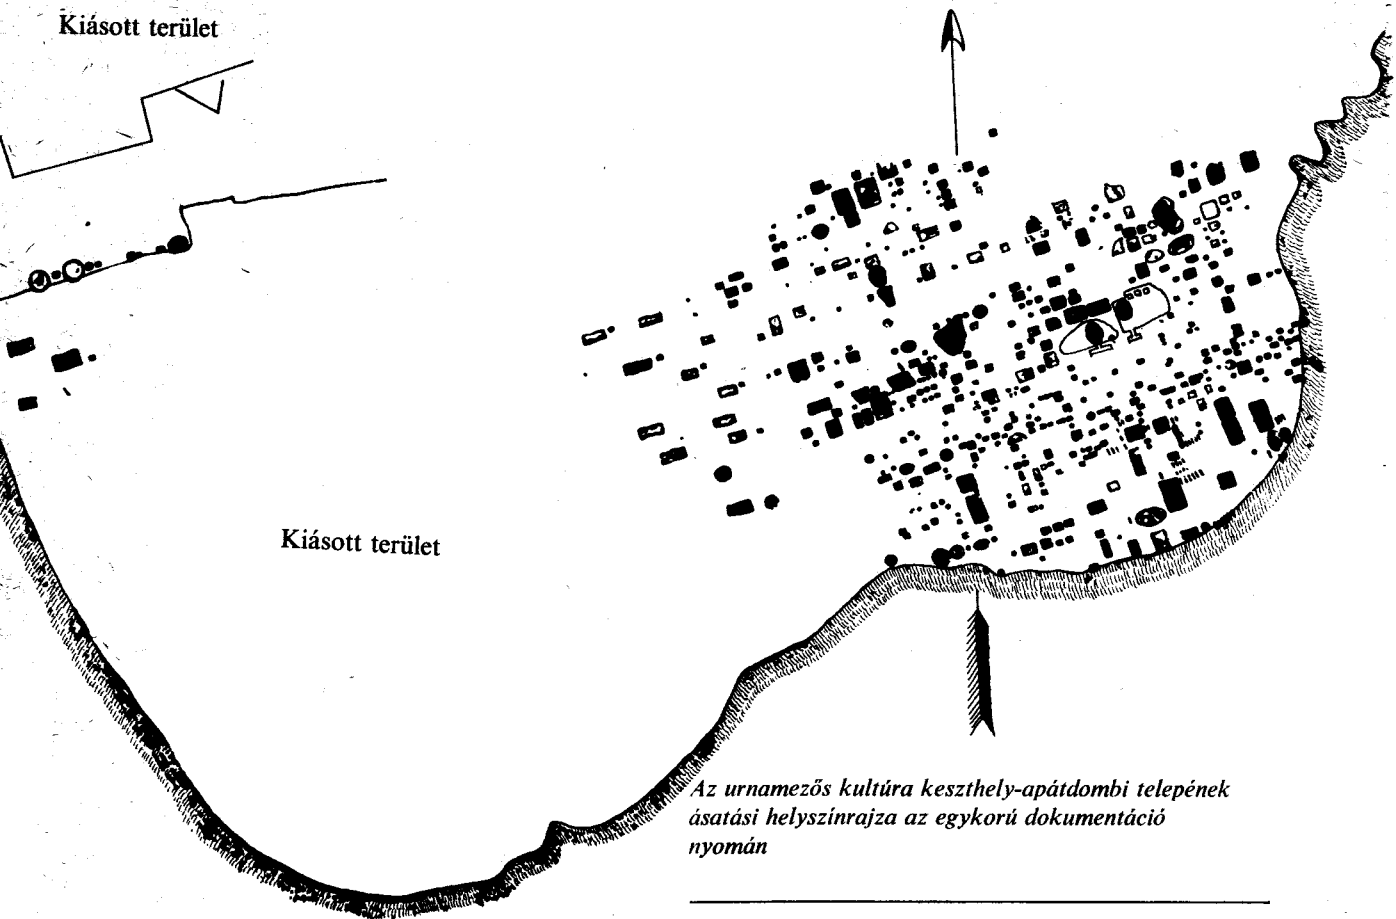 Kiásott terület
Kiásott terület
Az urnamezős kultúra keszthely-apátdombi telepének
ásatási helyszínrajza az egykorú dokumentáció
nyomán